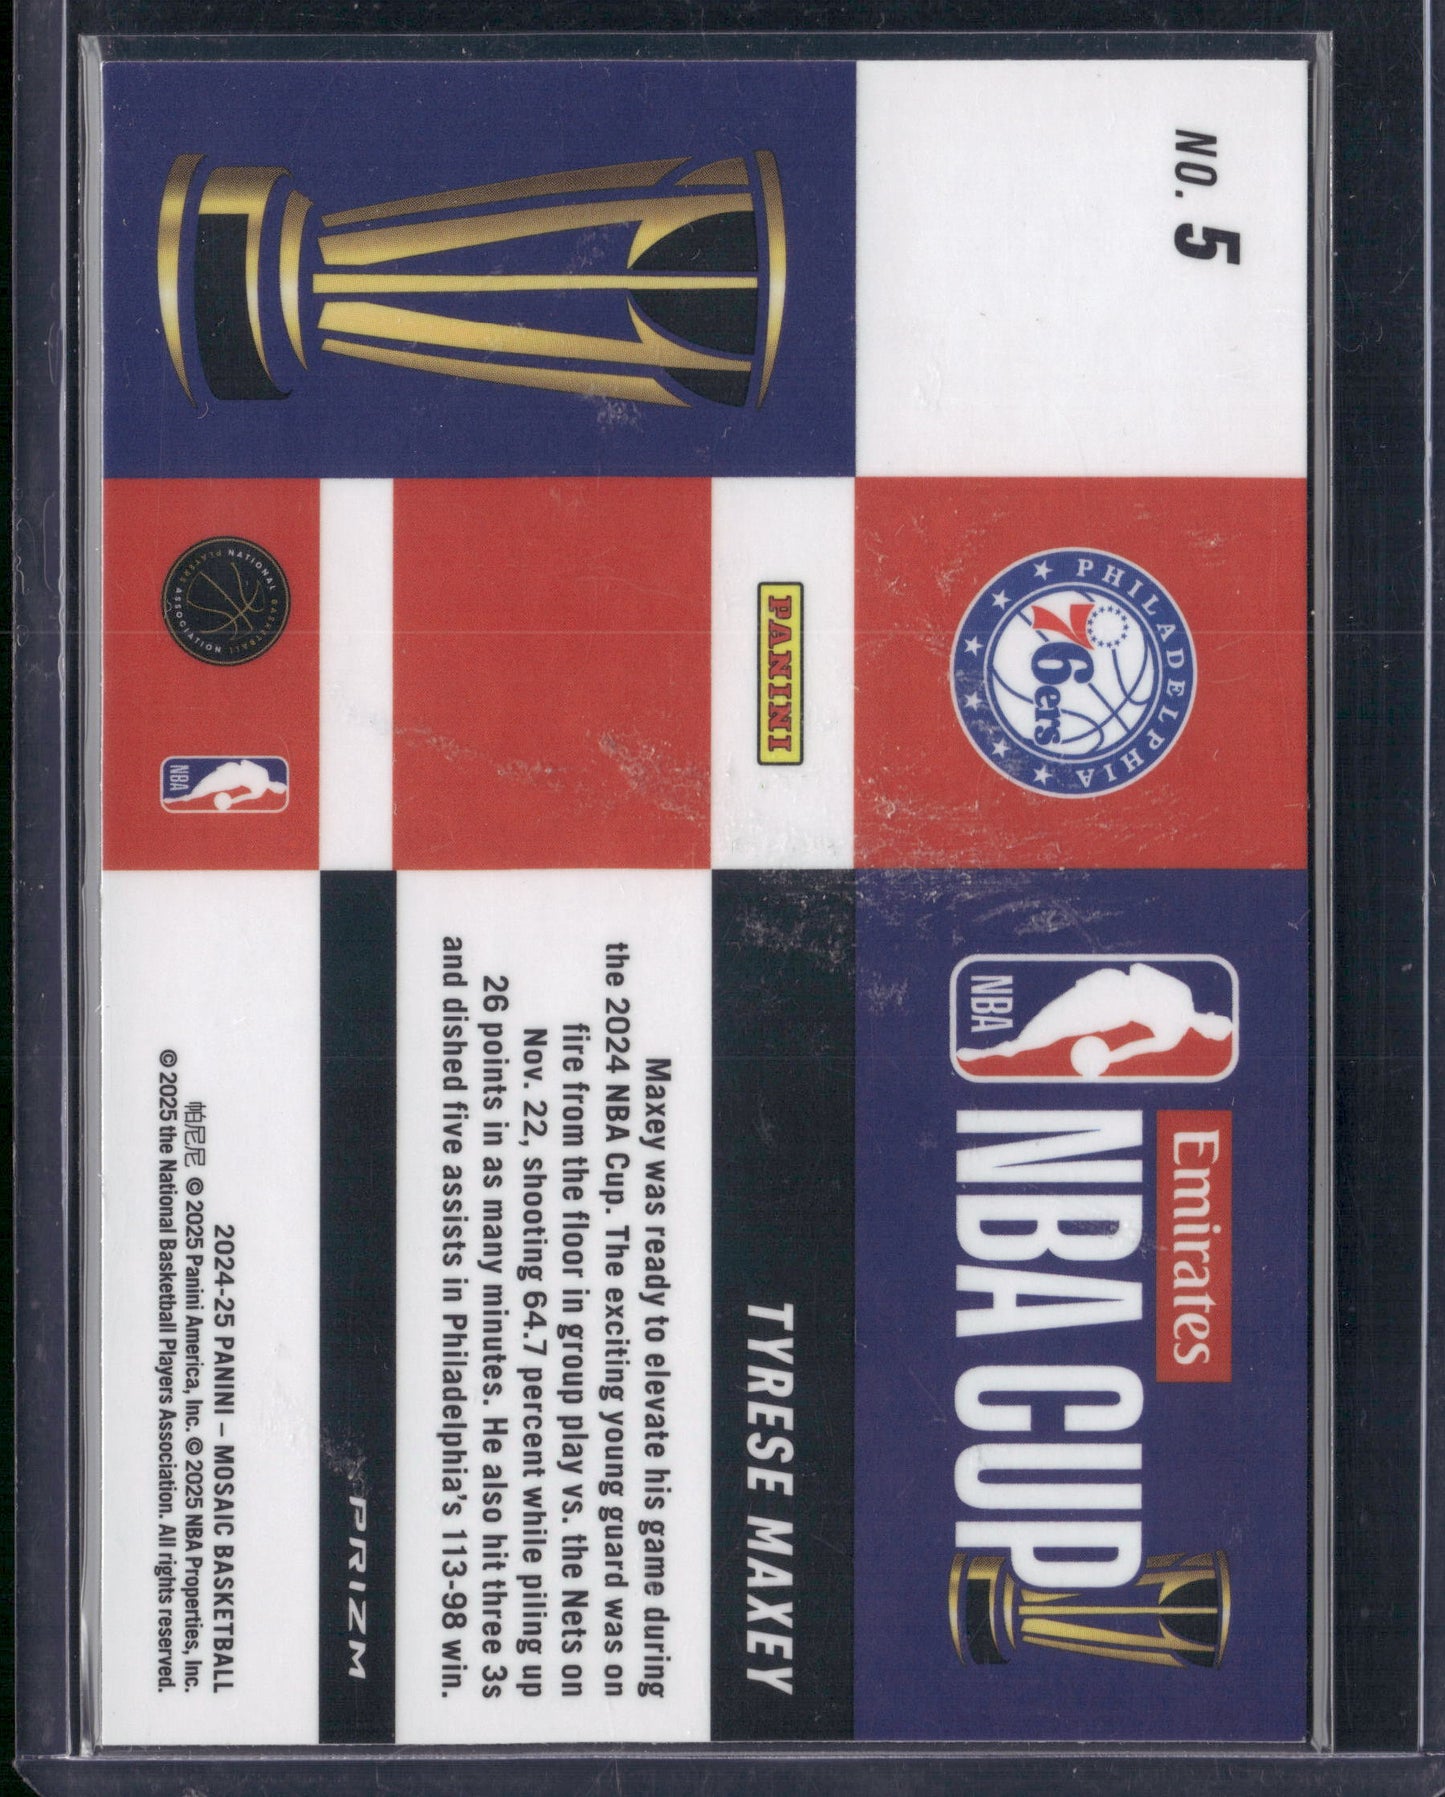 NO. 5
PHILADELPHIA
76ers
NBA
Emirates
NBA CUP
PANINI
TYRESE MAXEY
Maxey was ready to elevate his game during
the 2024 NBA Cup. The exciting young guard was on
fire from the floor in group play vs. the Nets on
Nov. 22, shooting 64.7 percent while piling up
26 points in as many minutes. He also hit three 3s
and dished five assists in Philadelphia's 113-98 win.
PRIZM
NATIONAL BASKETBALL
PLAYERS ASSOCIATION
NBA
2024-25 PANINI – MOSAIC BASKETBALL
帕尼尼 © 2025 Panini America, Inc. © 2025 NBA Properties, Inc.
© 2025 the National Basketball Players Association. All rights reserved.